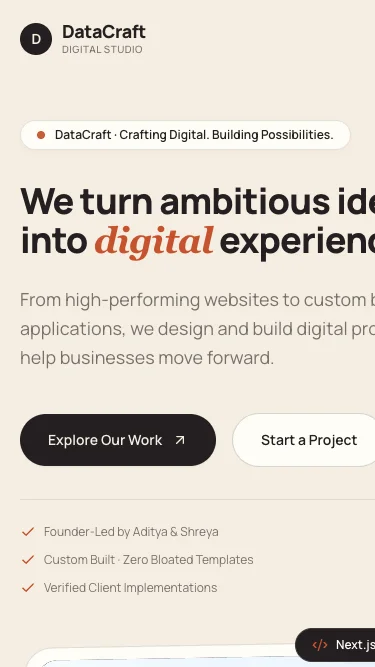 D
DataCraft
DIGITAL STUDIO
DataCraft · Crafting Digital. Building Possibilities.
We turn ambitious ide
into digital experienc
From high-performing websites to custom b
applications, we design and build digital pro
help businesses move forward.
Explore Our Work
Start a Project
Founder-Led by Aditya & Shreya
Custom Built · Zero Bloated Templates
Verified Client Implementations
</> Next.js